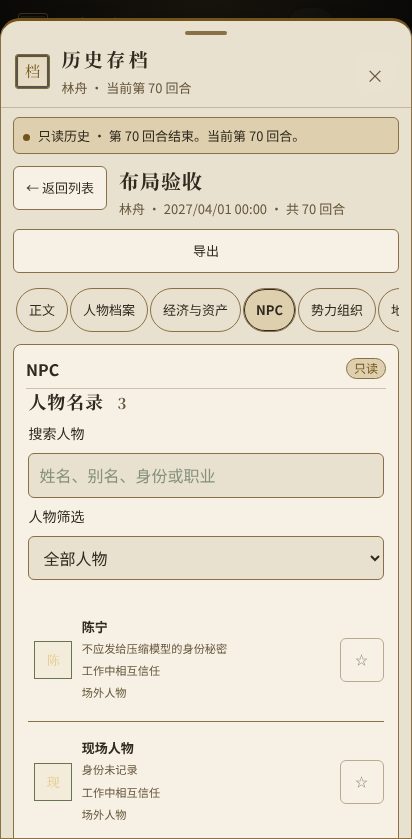 档
历史存档
林舟 · 当前第 70 回合
×
只读历史 · 第 70 回合结束。当前第 70 回合。
← 返回列表
布局验收
林舟 · 2027/04/01 00:00 · 共 70 回合
导出
正文
人物档案
经济与资产
NPC
势力组织
NPC
只读
人物名录 3
搜索人物
姓名、别名、身份或职业
人物筛选
全部人物
陈
陈宁
不应发给压缩模型的身份秘密
工作中相互信任
场外人物
☆
现
现场人物
身份未记录
工作中相互信任
场外人物
☆